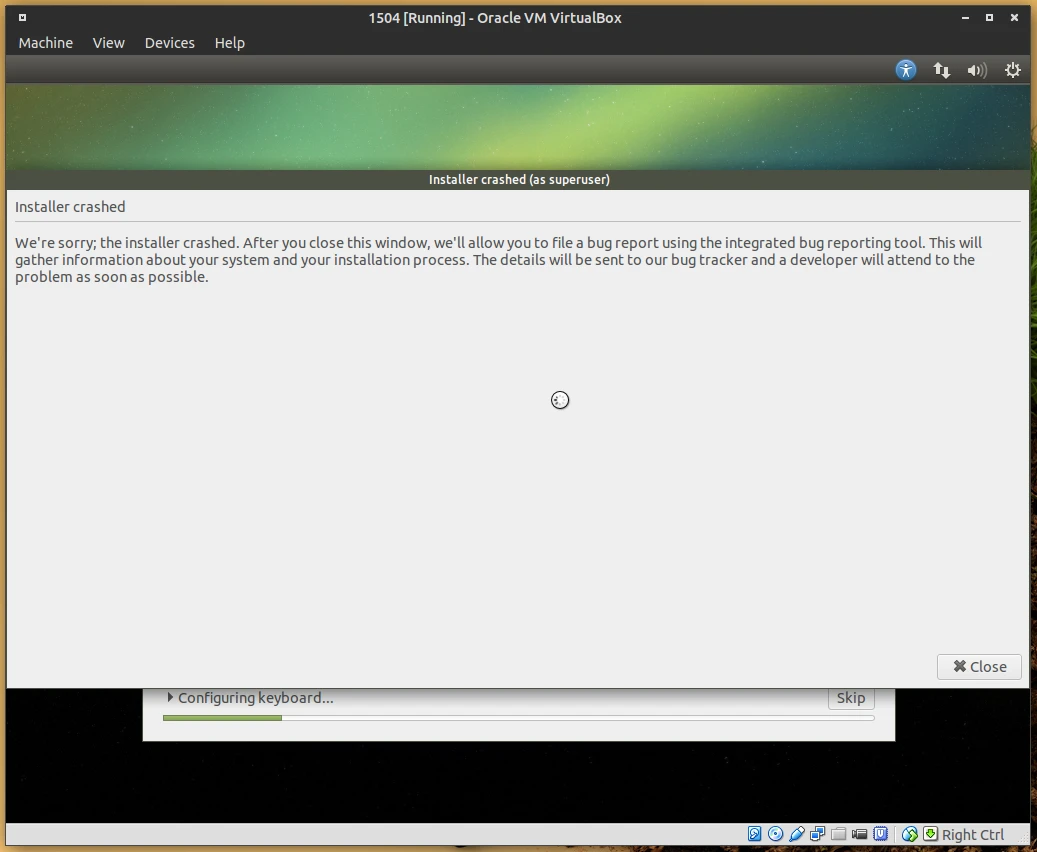 1504 [Running] - Oracle VM VirtualBox
Machine View Devices Help
Installer crashed (as superuser)
Installer crashed
We're sorry; the installer crashed. After you close this window, we'll allow you to file a bug report using the integrated bug reporting tool. This will
gather information about your system and your installation process. The details will be sent to our bug tracker and a developer will attend to the
problem as soon as possible.
Close
Configuring keyboard...
Skip
Right Ctrl